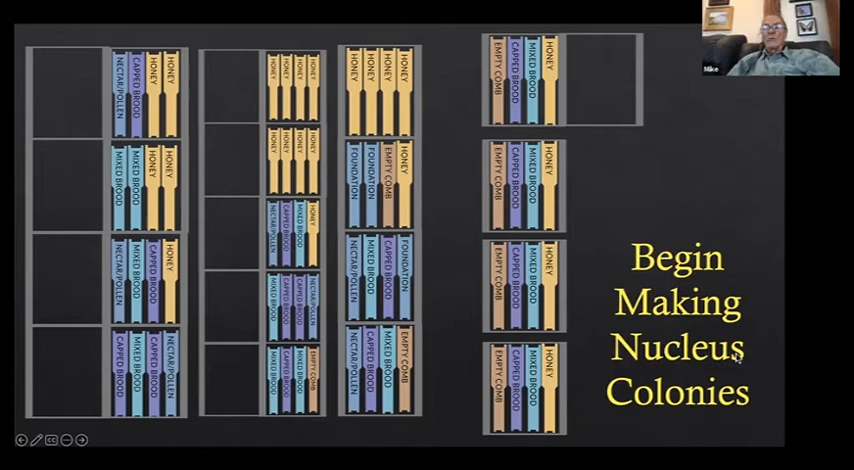 NECTAR/POLLEN
CAPPED BROOD
HONEY
HONEY
MIXED BROOD
MIXED BROOD
HONEY
HONEY
NECTAR/POLLEN
MIXED BROOD
CAPPED BROOD
HONEY
CAPPED BROOD
MIXED BROOD
CAPPED BROOD
NECTAR/POLLEN
HONEY
HONEY
HONEY
HONEY
HONEY
HONEY
HONEY
HONEY
NECTAR/POLLEN
CAPPED BROOD
MIXED BROOD
HONEY
MIXED BROOD
CAPPED BROOD
CAPPED BROOD
NECTAR/POLLEN
MIXED BROOD
CAPPED BROOD
MIXED BROOD
EMPTY COMB
HONEY
HONEY
HONEY
HONEY
FOUNDATION
FOUNDATION
EMPTY COMB
HONEY
NECTAR/POLLEN
MIXED BROOD
CAPPED BROOD
FOUNDATION
NECTAR/POLLEN
CAPPED BROOD
MIXED BROOD
EMPTY COMB
EMPTY COMB
CAPPED BROOD
MIXED BROOD
HONEY
EMPTY COMB
CAPPED BROOD
MIXED BROOD
HONEY
EMPTY COMB
CAPPED BROOD
MIXED BROOD
HONEY
EMPTY COMB
CAPPED BROOD
MIXED BROOD
HONEY
Mike
Begin
Making
Nucleus
Colonies
CC